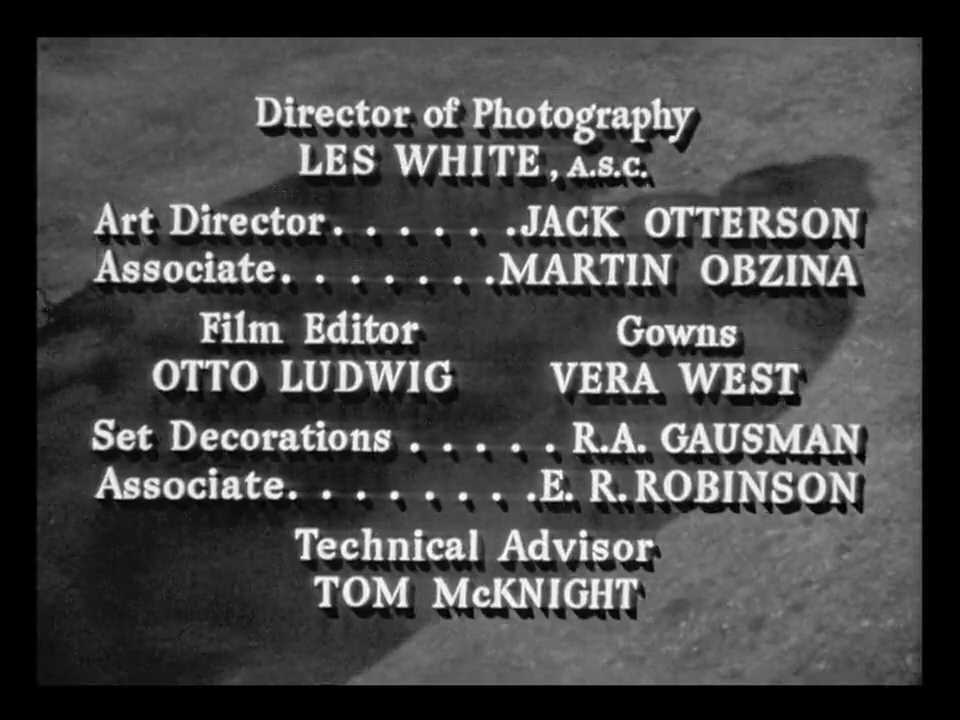 Director of Photography
LES WHITE, A.S.C.
Art Director. . . . . . .JACK OTTERSON
Associate. . . . . . .MARTIN OBZINA
Film Editor Gowns
OTTO LUDWIG VERA WEST
Set Decorations . . . . . R.A. GAUSMAN
Associate. . . . . . . .E. R. ROBINSON
Technical Advisor
TOM McKNIGHT